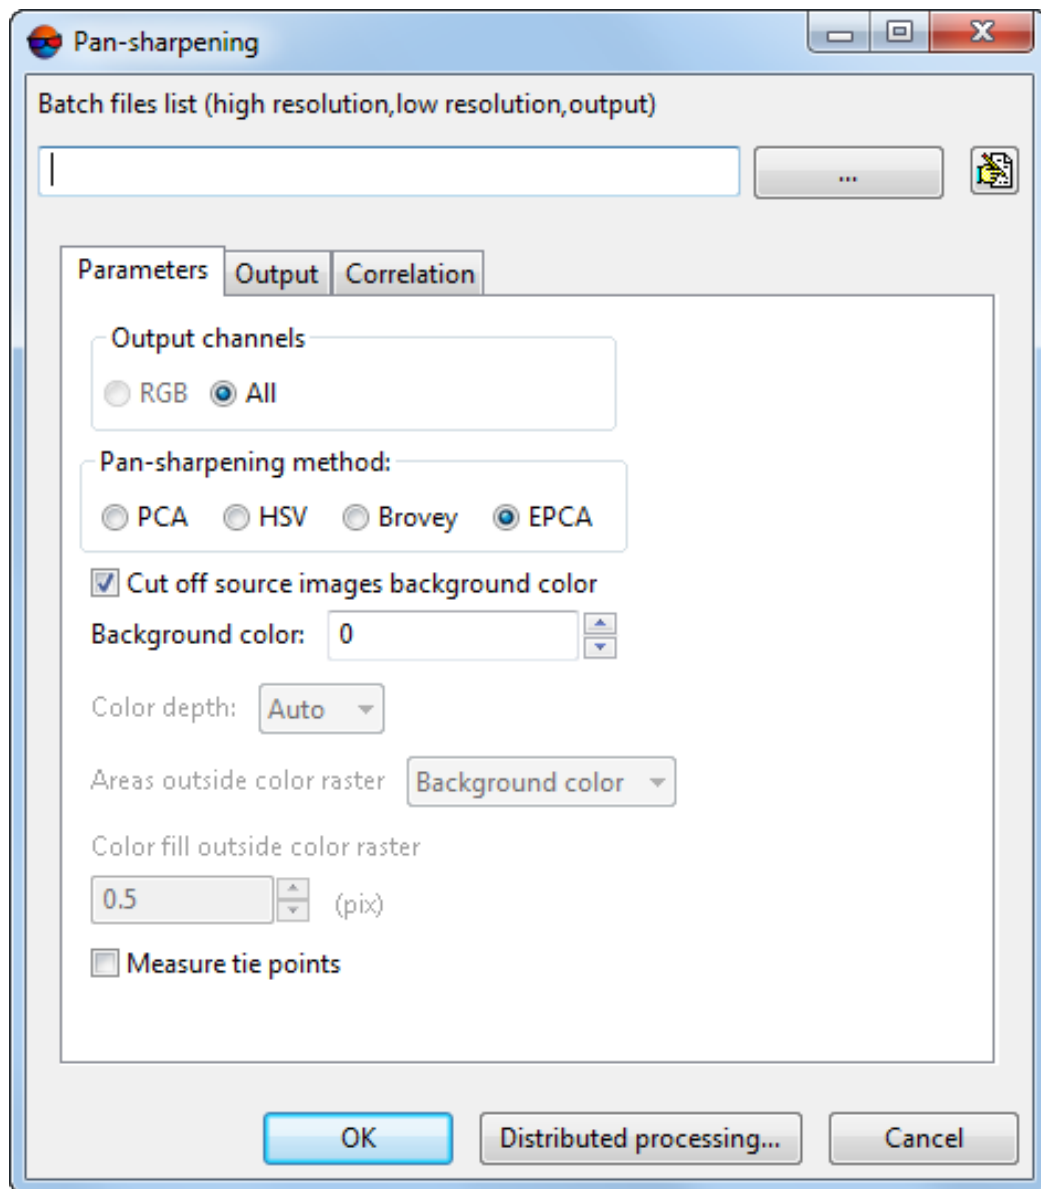 Pan-sharpening
Batch files list (high resolution,low resolution,output)
...
Parameters Output Correlation
Output channels
RGB All
Pan-sharpening method:
PCA HSV Brovey EPCA
Cut off source images background color
Background color: 0
Color depth: Auto
Areas outside color raster Background color
Color fill outside color raster
0.5 (pix)
Measure tie points
OK Distributed processing... Cancel